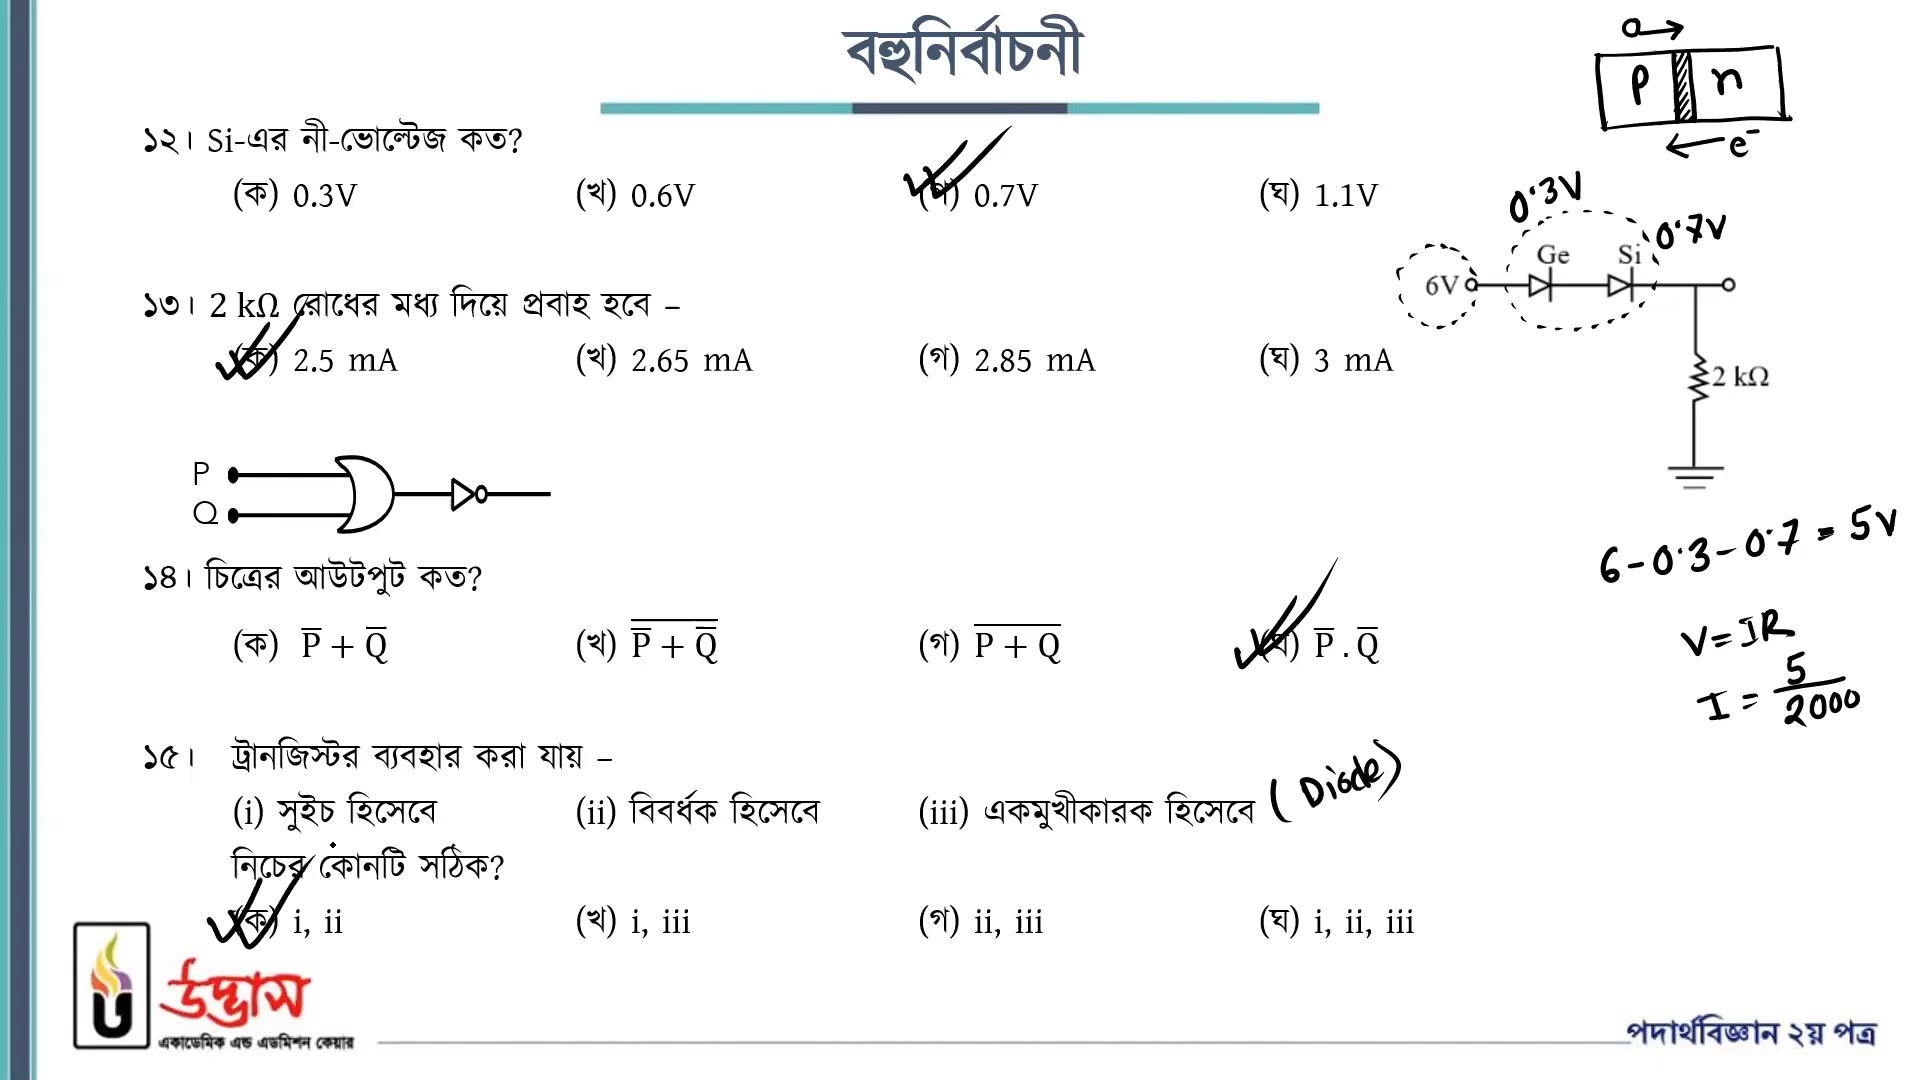 বহুনির্বাচনী
১২। Si-এর নী-ভোল্টেজ কত?
(ক) 0.3V (খ) 0.6V (গ) 0.7V (ঘ) 1.1V
১৩। 2 kΩ রোধের মধ্য দিয়ে প্রবাহ হবে –
(ক) 2.5 mA (খ) 2.65 mA (গ) 2.85 mA (ঘ) 3 mA
P
Q
১৪। চিত্রের আউটপুট কত?
(ক) P̅ + Q̅ (খ) \overline{\overline{P} + \overline{Q}} (গ) \overline{P + Q} (ঘ) P̅ . Q̅
১৫। ট্রানজিস্টর ব্যবহার করা যায় –
(i) সুইচ হিসেবে (ii) বিবর্ধক হিসেবে (iii) একমুখীকারক হিসেবে (Diode)
নিচের কোনটি সঠিক?
(ক) i, ii (খ) i, iii (গ) ii, iii (ঘ) i, ii, iii
P n
e⁻
0.3V
0.7V
Ge Si
6V
2 kΩ
6-0.3-0.7 = 5V
V=IR
I = 5/2000
উদ্ভাস
একাডেমিক এন্ড এডমিশন কেয়ার
পদার্থবিজ্ঞান ২য় পত্র